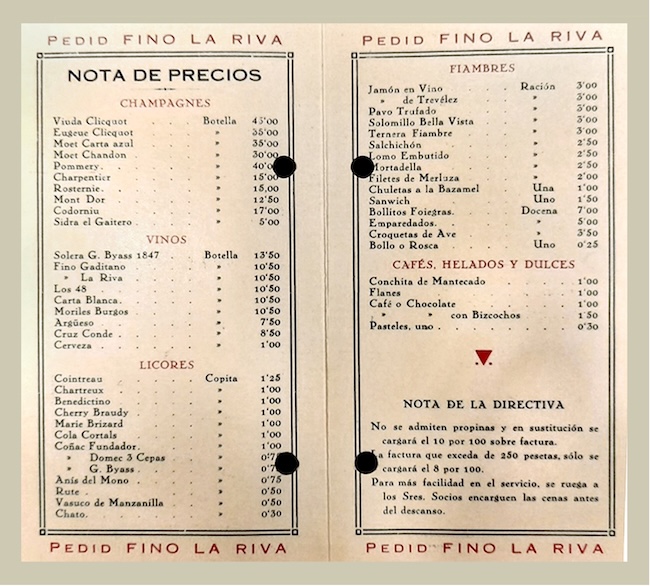 PEDID FINO LA RIVA
NOTA DE PRECIOS
CHAMPAGNES
Viuda Clicquot Botella 45'00
Eugeue Clicquot » 35'00
Moet Carta azul » 35'00
Moet Chandon » 30'00
Pommery. » 40'00
Charpentier » 15'00
Rosternie. » 15,00
Mont Dor » 12'50
Codorniu » 17'00
Sidra el Gaitero » 5'00
VINOS
Solera G. Byass 1847 Botella 13'50
Fino Gaditano » 10'50
» La Riva » 10'50
Los 48 » 10'50
Carta Blanca. » 10'50
Moriles Burgos » 10'50
Argüeso » 7'50
Cruz Conde » 8'50
Cerveza » 1'00
LICORES
Cointreau Copita 1'25
Chartreux » 1'00
Benedictino » 1'00
Cherry Braudy » 1'00
Marie Brizard » 1'00
Cola Cortals » 1'00
Coñac Fundador. » 1'00
» Domec 3 Cepas » 0'7
» G. Byass » 0'7
Anís del Mono » 0'75
Rute » 0'50
Vasuco de Manzanilla » 0'50
Chato. » 0'30
PEDID FINO LA RIVA
PEDID FINO LA RIVA
FIAMBRES
Jamón en Vino Ración 3'00
» de Trevélez » 3'00
Pavo Trufado » 3'00
Solomillo Bella Vista » 3'00
Ternera Fiambre » 3'00
Salchichón » 2'50
Lomo Embutido » 2'50
Mortadella » 2'50
Filetes de Merluza » 2'00
Chuletas a la Bazamel Una 1'00
Sanwich Uno 1'50
Bollitos Foiegras. Docena 7'00
Emparedados. » 5'00
Croquetas de Ave » 3'50
Bollo o Rosca Uno 0'25
CAFÉS, HELADOS Y DULCES
Conchita de Mantecado 1'00
Flanes 1'00
Café o Chocolate 1'00
» » con Bizcochos 1'50
Pasteles, uno 0'30
NOTA DE LA DIRECTIVA
No se admiten propinas y en sustitución se
cargará el 10 por 100 sobre factura.
La factura que exceda de 250 pesetas, sólo se
cargará el 8 por 100.
Para más facilidad en el servicio, se ruega a
los Sres. Socios encarguen las cenas antes
del descanso.
PEDID FINO LA RIVA